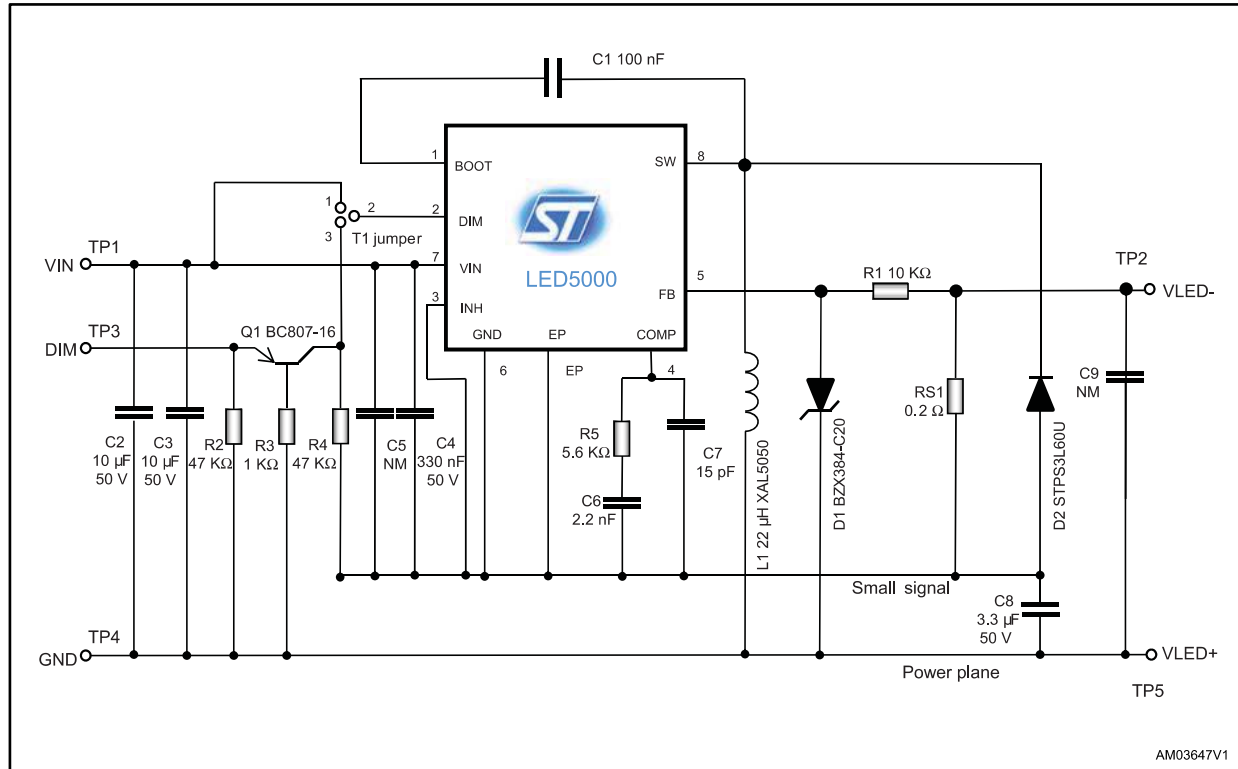 C1 100 nF
1
BOOT
SW
8
ST
LED5000
1
2
3
T1 jumper
2
DIM
TP1
VIN
7
VIN
5
FB
R1 10 KΩ
TP2
VLED-
3
INH
TP3
DIM
Q1 BC807-16
GND
EP
COMP
6
EP
4
C2
10 µF
50 V
C3
10 µF
50 V
R2
47 KΩ
R3
1 KΩ
R4
47 KΩ
C5
NM
C4
330 nF
50 V
R5
5.6 KΩ
C6
2.2 nF
C7
15 pF
L1 22 µH XAL5050
D1 BZX384-C20
RS1
0.2 Ω
D2 STPS3L60U
C9
NM
Small signal
C8
3.3 µF
50 V
TP4
GND
Power plane
VLED+
TP5
AM03647V1